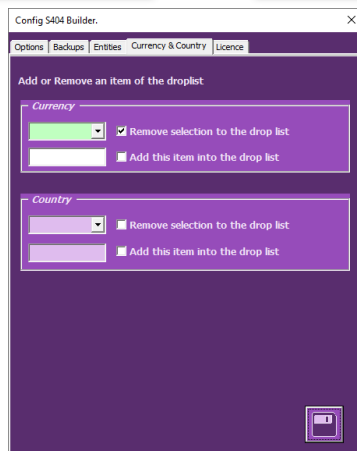 Config S404 Builder.
Options Backups Entities Currency & Country Licence
Add or Remove an item of the droplist
Currency
Remove selection to the drop list
Add this item into the drop list
Country
Remove selection to the drop list
Add this item into the drop list